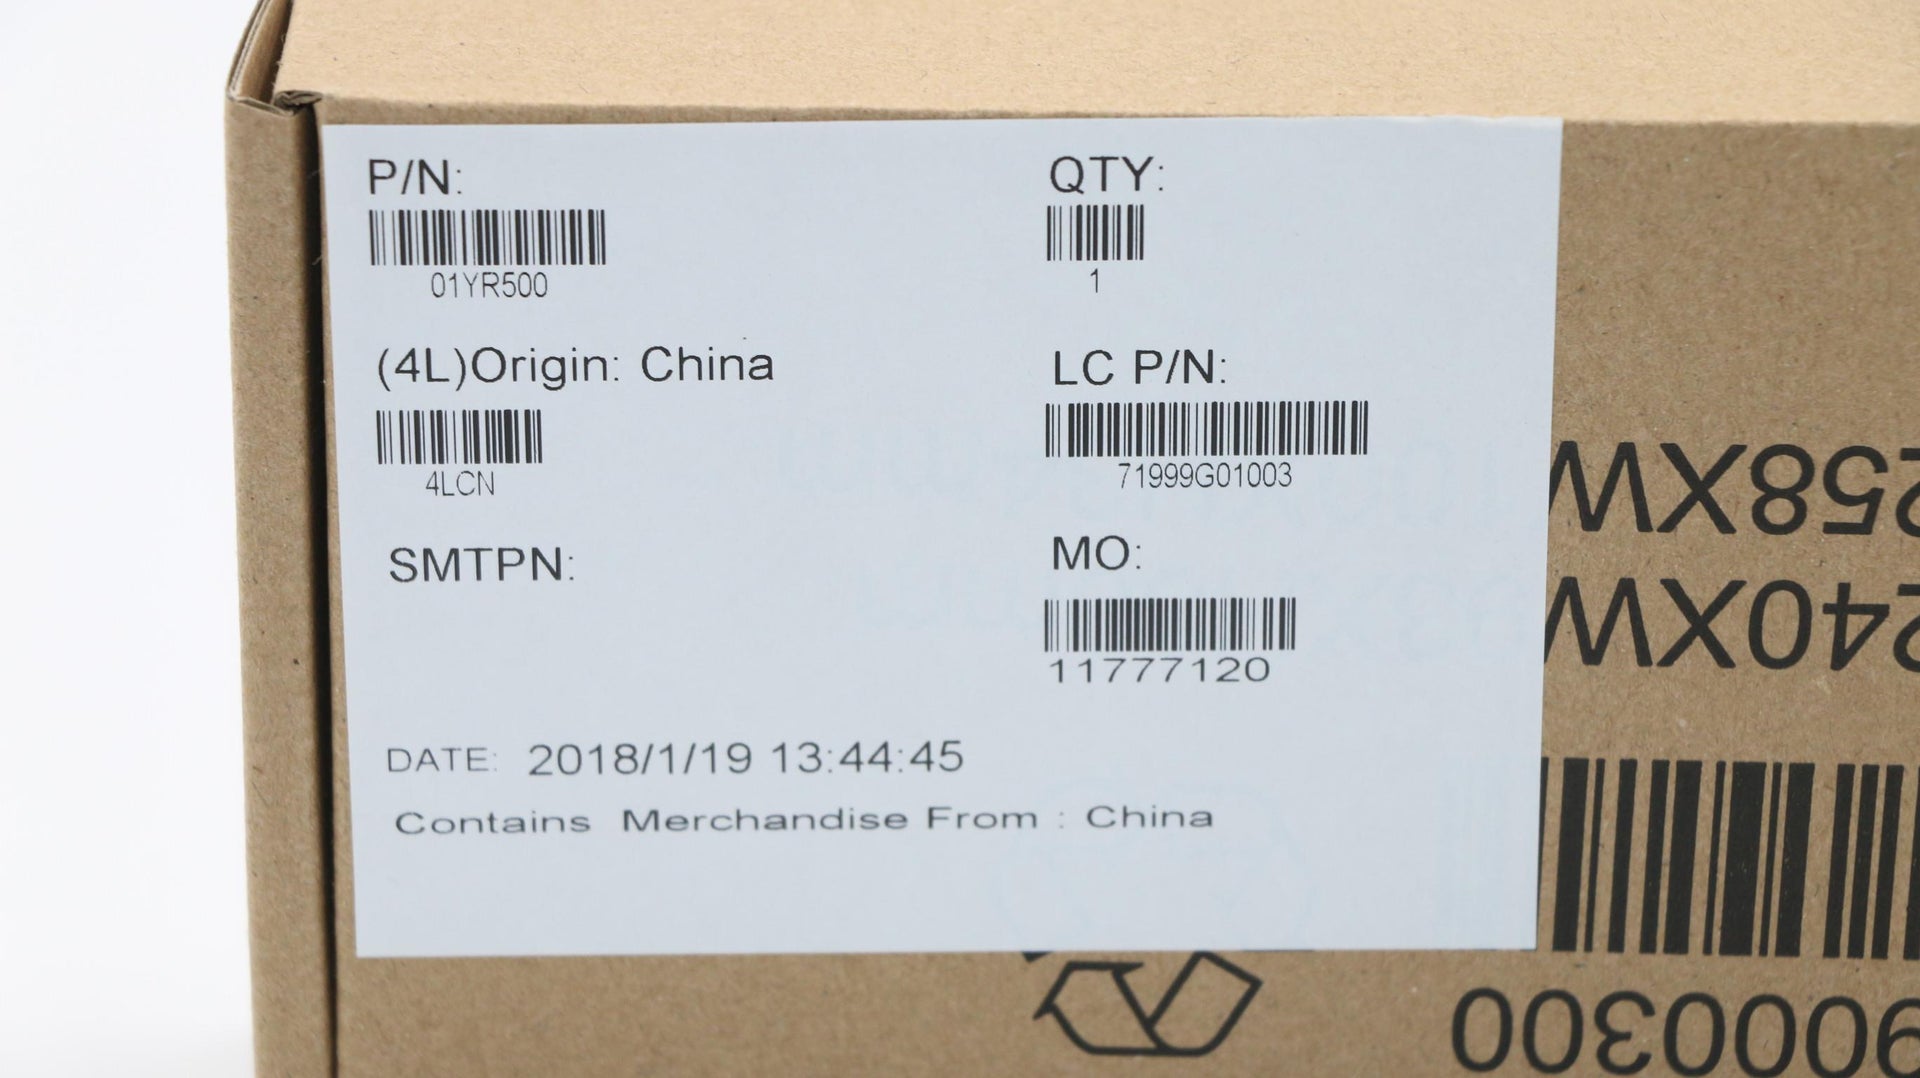 P/N:
01YR500
QTY:
1
(4L)Origin: China
4LCN
LC P/N:
71999G01003
SMTPN:
MO:
11777120
DATE: 2018/1/19 13:44:45
Contains Merchandise From : China